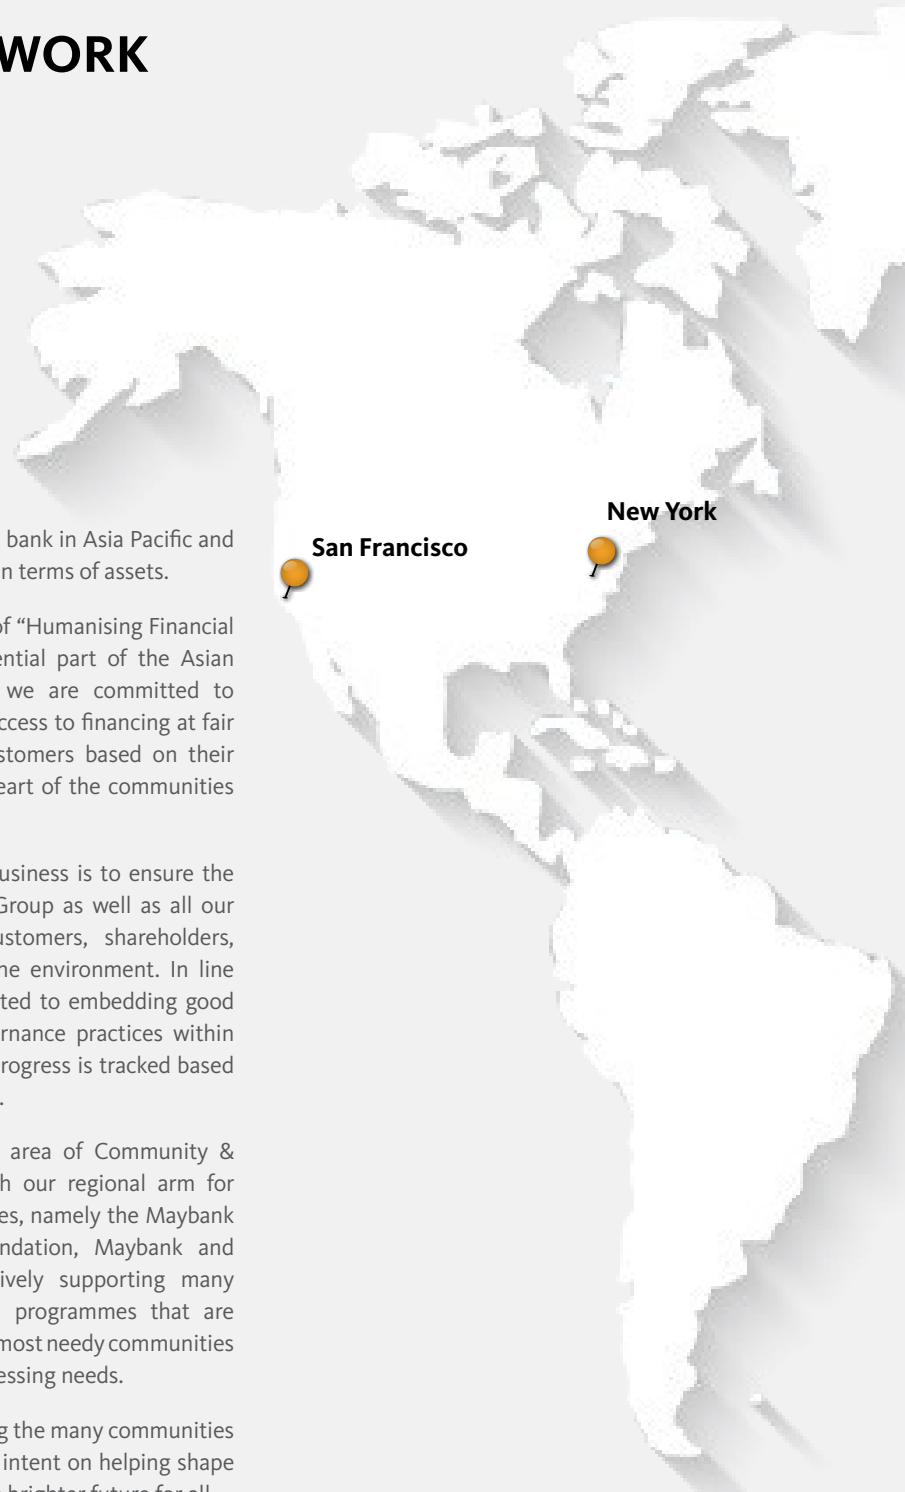 WORK
bank in Asia Pacific and
n terms of assets.
of “Humanising Financial
ential part of the Asian
we are committed to
ccess to financing at fair
stomers based on their
eart of the communities
usiness is to ensure the
Group as well as all our
ustomers, shareholders,
ne environment. In line
ted to embedding good
rnance practices within
rogress is tracked based
.
area of Community &
h our regional arm for
es, namely the Maybank
ndation, Maybank and
ively supporting many
programmes that are
most needy communities
essing needs.
g the many communities
intent on helping shape
brighter future for all
San Francisco
New York